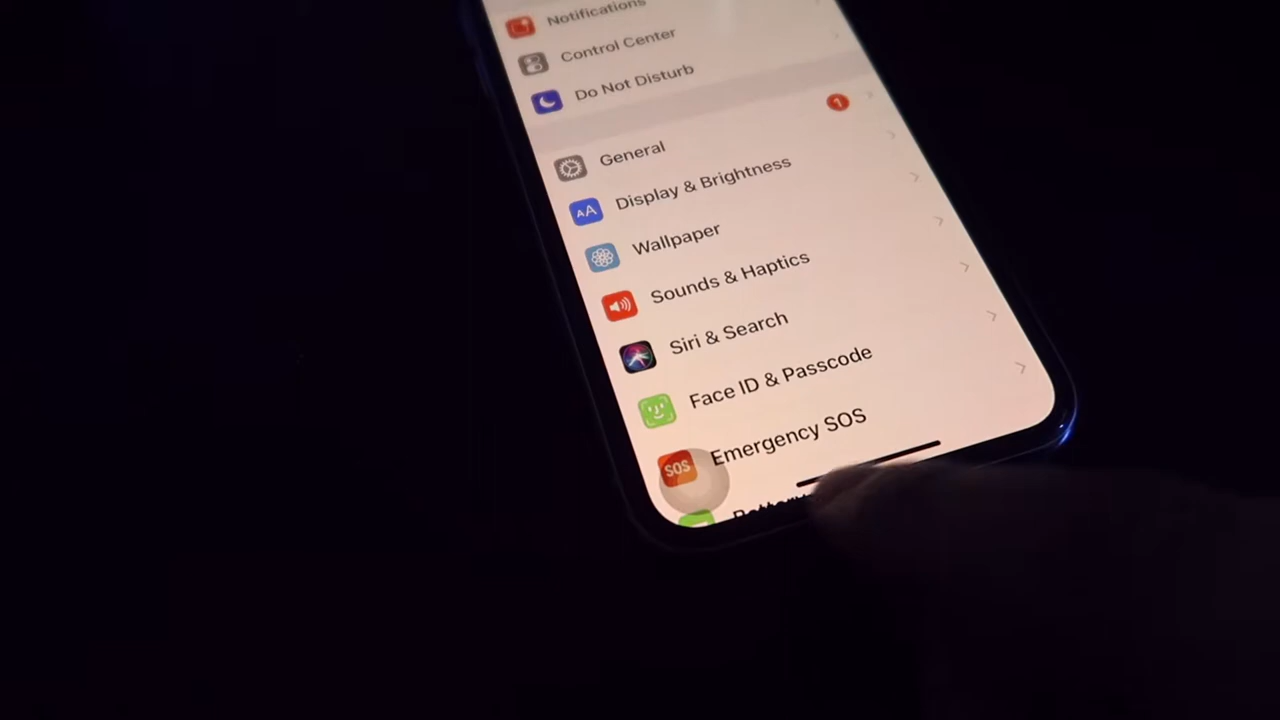 Notifications
Control Center
Do Not Disturb
General
1
Display & Brightness
AA
Wallpaper
Sounds & Haptics
Siri & Search
Face ID & Passcode
Emergency SOS
SOS
Battery